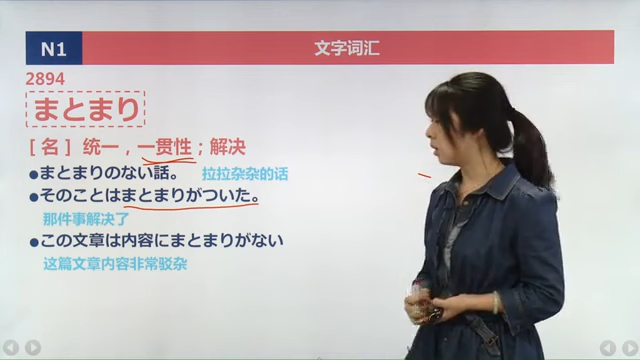 N1
文字词汇
2894
まとまり
[ 名 ] 统一，一贯性；解决
●まとまりのない話。 拉拉杂杂的话
●そのことはまとまりがついた。
那件事解决了
●この文章は内容にまとまりがない
这篇文章内容非常驳杂